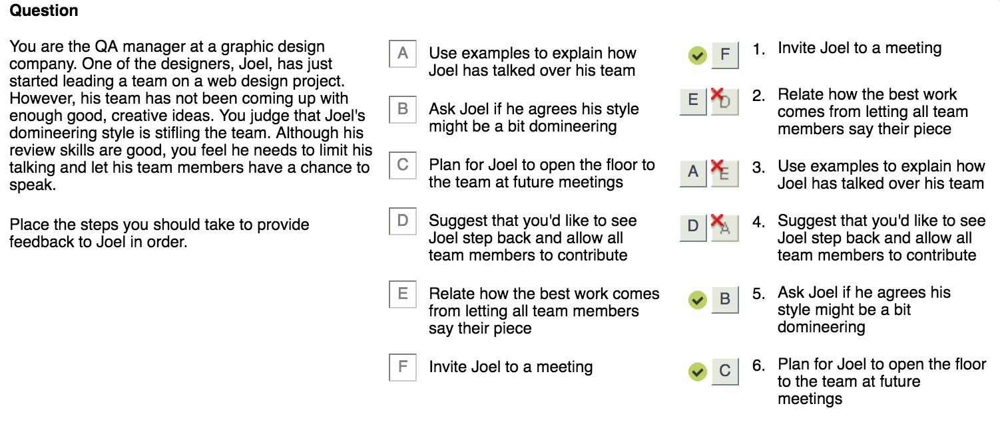 Question
You are the QA manager at a graphic design
company. One of the designers, Joel, has just
started leading a team on a web design project.
However, his team has not been coming up with
enough good, creative ideas. You judge that Joel's
domineering style is stifling the team. Although his
review skills are good, you feel he needs to limit his
talking and let his team members have a chance to
speak.
Place the steps you should take to provide
feedback to Joel in order.
A
Use examples to explain how
Joel has talked over his team
B
Ask Joel if he agrees his style
might be a bit domineering
C
Plan for Joel to open the floor to
the team at future meetings
D
Suggest that you'd like to see
Joel step back and allow all
team members to contribute
E
Relate how the best work comes
from letting all team members
say their piece
F
Invite Joel to a meeting
F 1. Invite Joel to a meeting
E D 2. Relate how the best work
comes from letting all team
members say their piece
A E 3. Use examples to explain how
Joel has talked over his team
D A 4. Suggest that you'd like to see
Joel step back and allow all
team members to contribute
B 5. Ask Joel if he agrees his
style might be a bit
domineering
C 6. Plan for Joel to open the floor
to the team at future
meetings